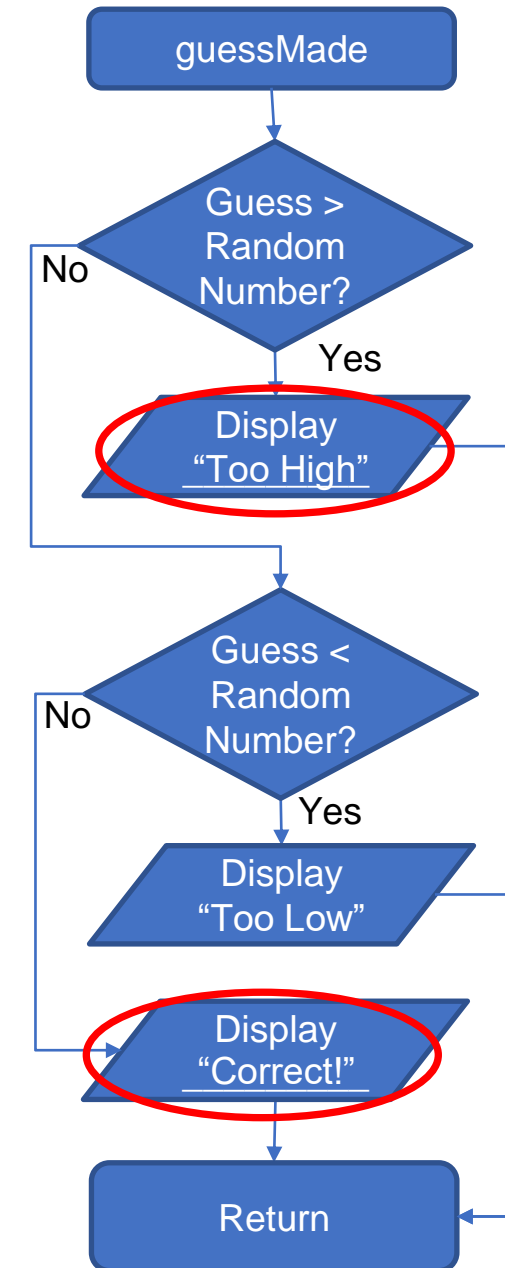 guessMade
Guess >
Random
Number?
No
Yes
Display
“Too High”
Guess <
Random
Number?
No
Yes
Display
“Too Low”
Display
“Correct!”
Return